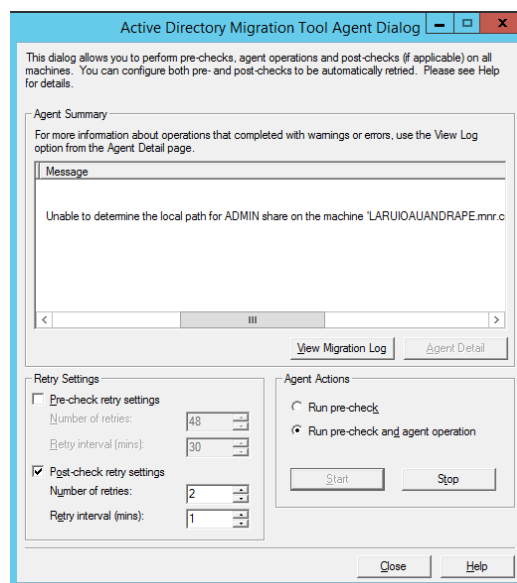 Active Directory Migration Tool Agent Dialog
This dialog allows you to perform pre-checks, agent operations and post-checks (if applicable) on all
machines. You can configure both pre- and post-checks to be automatically retried. Please see Help
for details.
Agent Summary
For more information about operations that completed with warnings or errors, use the View Log
option from the Agent Detail page.
Message
Unable to determine the local path for ADMIN share on the machine 'LARUIOAUANDRAPE.mnr.c
View Migration Log
Agent Detail
Retry Settings
Pre-check retry settings
Number of retries:
48
Retry interval (mins):
30
Post-check retry settings
Number of retries:
2
Retry interval (mins):
1
Agent Actions
Run pre-check
Run pre-check and agent operation
Start
Stop
Close
Help